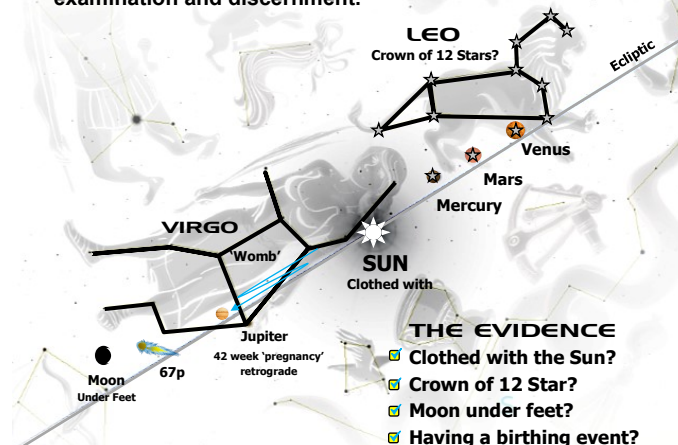 examination and discernment.
LEO
Crown of 12 Stars?
Ecliptic
Venus
Mars
Mercury
VIRGO
'Womb'
SUN
Clothed with
Jupiter
42 week 'pregnancy'
retrograde
67p
Moon
Under Feet
THE EVIDENCE
Clothed with the Sun?
Crown of 12 Star?
Moon under feet?
Having a birthing event?